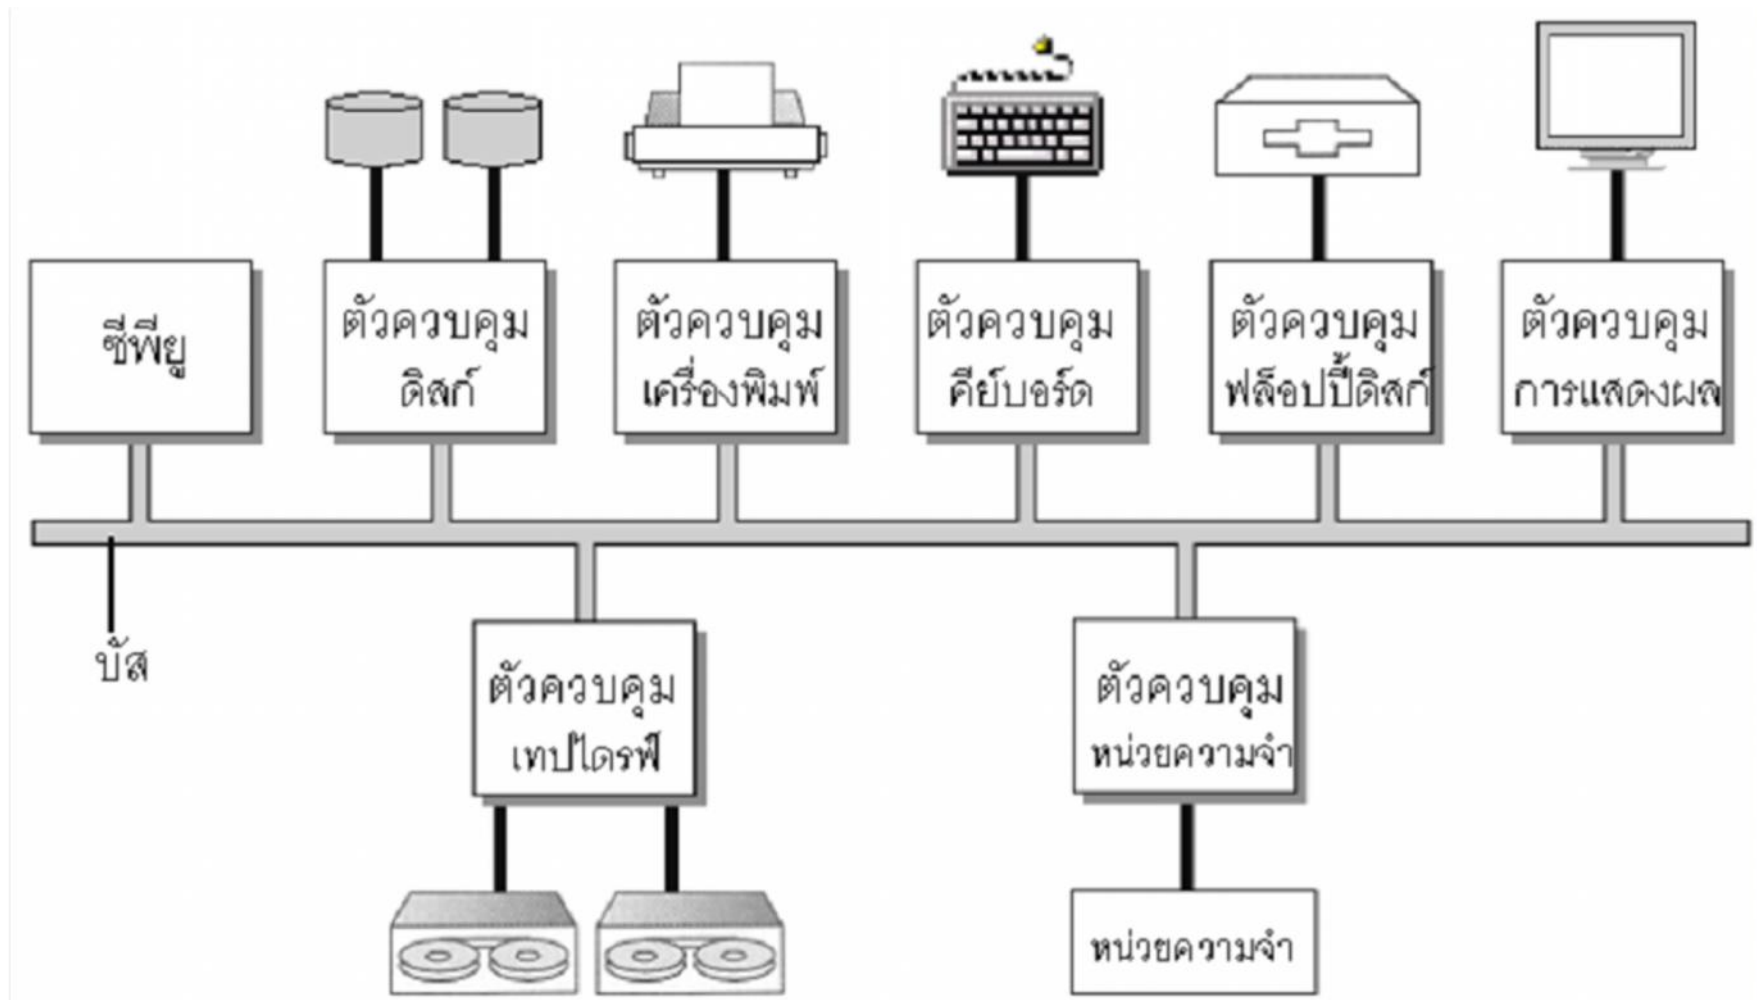 ซีพียู
ตัวควบคุม
ดิสก์
ตัวควบคุม
เครื่องพิมพ์
ตัวควบคุม
คีย์บอร์ด
ตัวควบคุม
ฟล็อปปี้ดิสก์
ตัวควบคุม
การแสดงผล
บัส
ตัวควบคุม
เทปไดรฟ์
ตัวควบคุม
หน่วยความจำ
หน่วยความจำ